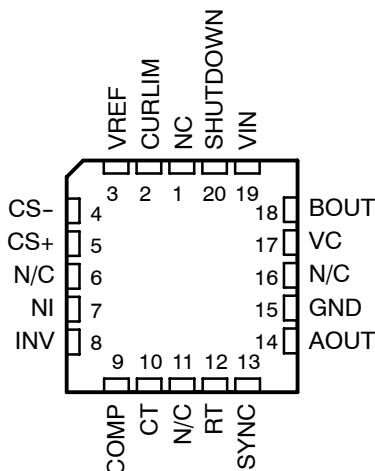 VREF
CURLIM
NC
SHUTDOWN
VIN
3 2 1 20 19
CS– 4
CS+ 5
N/C 6
NI 7
INV 8
18 BOUT
17 VC
16 N/C
15 GND
14 AOUT
9 10 11 12 13
COMP
CT
N/C
RT
SYNC